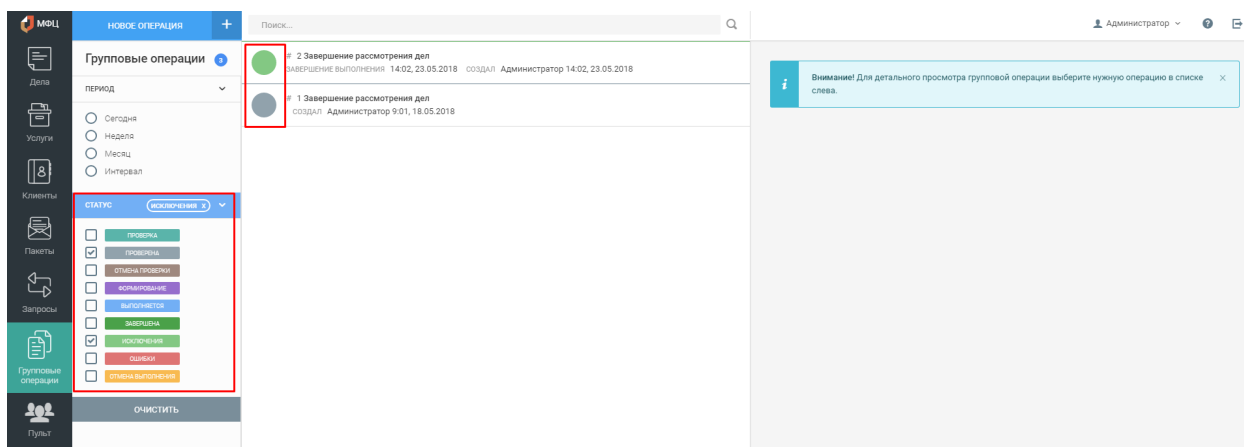 МФЦ
НОВОЕ ОПЕРАЦИЯ +
Поиск...
Администратор
Дела
Услуги
Клиенты
Пакеты
Запросы
Групповые
операции
Пульт
Групповые операции 3
ПЕРИОД
Сегодня
Неделя
Месяц
Интервал
СТАТУС ИСКЛЮЧЕНИЯ X
ПРОВЕРКА
ПРОВЕРЕНА
ОТМЕНА ПРОВЕРКИ
ФОРМИРОВАНИЕ
ВЫПОЛНЯЕТСЯ
ЗАВЕРШЕНА
ИСКЛЮЧЕНИЯ
ОШИБКИ
ОТМЕНА ВЫПОЛНЕНИЯ
ОЧИСТИТЬ
# 2 Завершение рассмотрения дел
ЗАВЕРШЕНИЕ ВЫПОЛНЕНИЯ 14:02, 23.05.2018 СОЗДАЛ Администратор 14:02, 23.05.2018
# 1 Завершение рассмотрения дел
СОЗДАЛ Администратор 9:01, 18.05.2018
Внимание! Для детального просмотра групповой операции выберите нужную операцию в списке
слева.